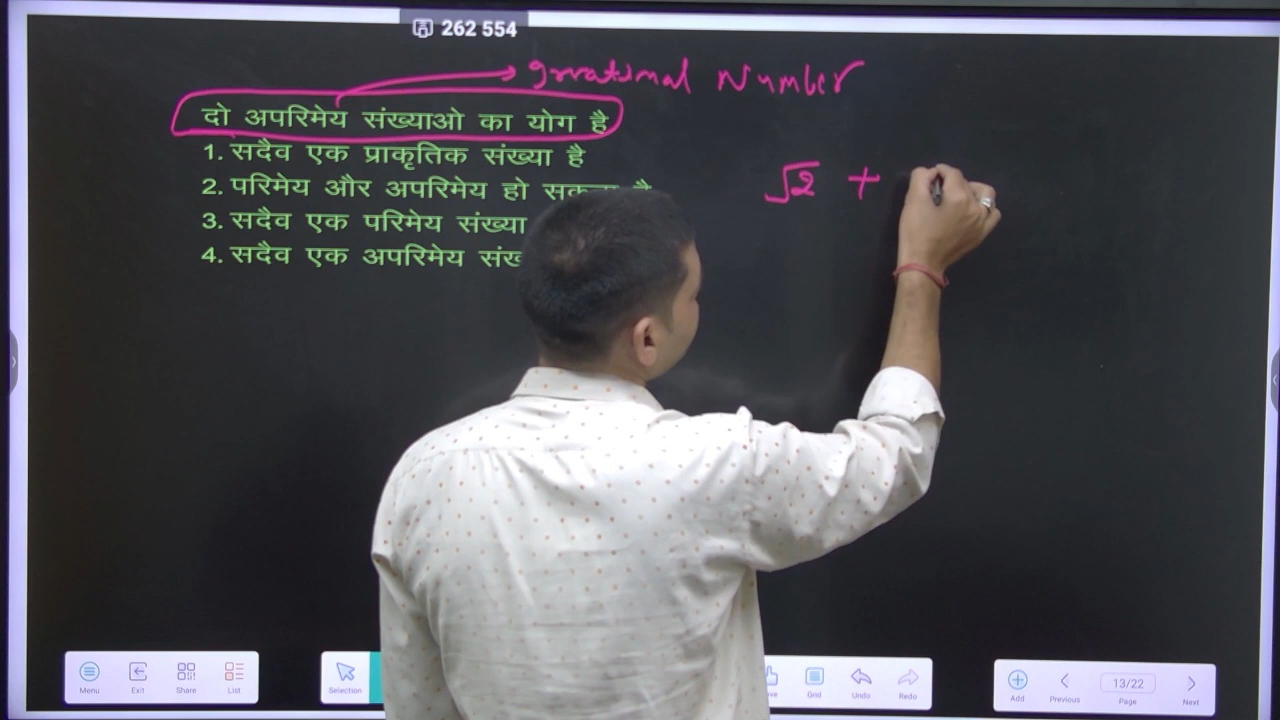 262 554
Irrational Number
दो अपरिमेय संख्याओ का योग है
1. सदैव एक प्राकृतिक संख्या है
2. परिमेय और अपरिमेय हो
3. सदैव एक परिमेय संख्या
4. सदैव एक अपरिमेय
√2 +
Menu Exit Share List Selection Grid Undo Redo Add Previous 13/22 Page Next